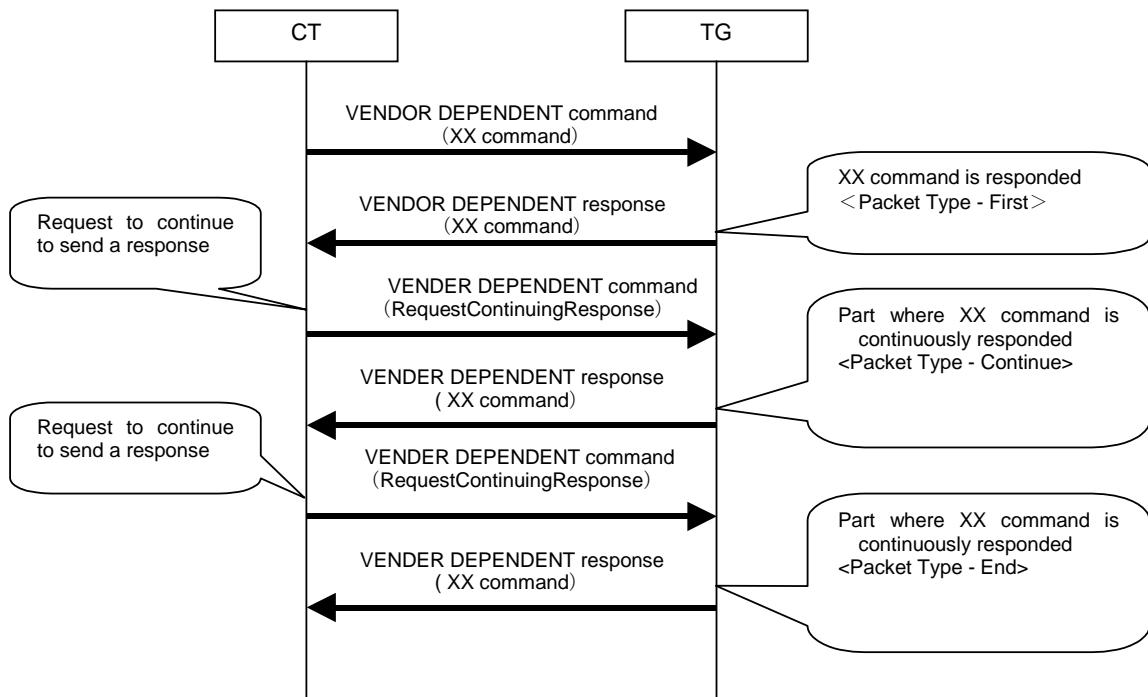 CT
TG
VENDOR DEPENDENT command
（XX command）
XX command is responded
＜Packet Type - First＞
Request to continue
to send a response
VENDOR DEPENDENT response
(XX command）
VENDER DEPENDENT command
（RequestContinuingResponse）
Part where XX command is
continuously responded
<Packet Type - Continue>
VENDER DEPENDENT response
( XX command）
Request to continue
to send a response
VENDER DEPENDENT command
（RequestContinuingResponse）
Part where XX command is
continuously responded
<Packet Type - End>
VENDER DEPENDENT response
( XX command）